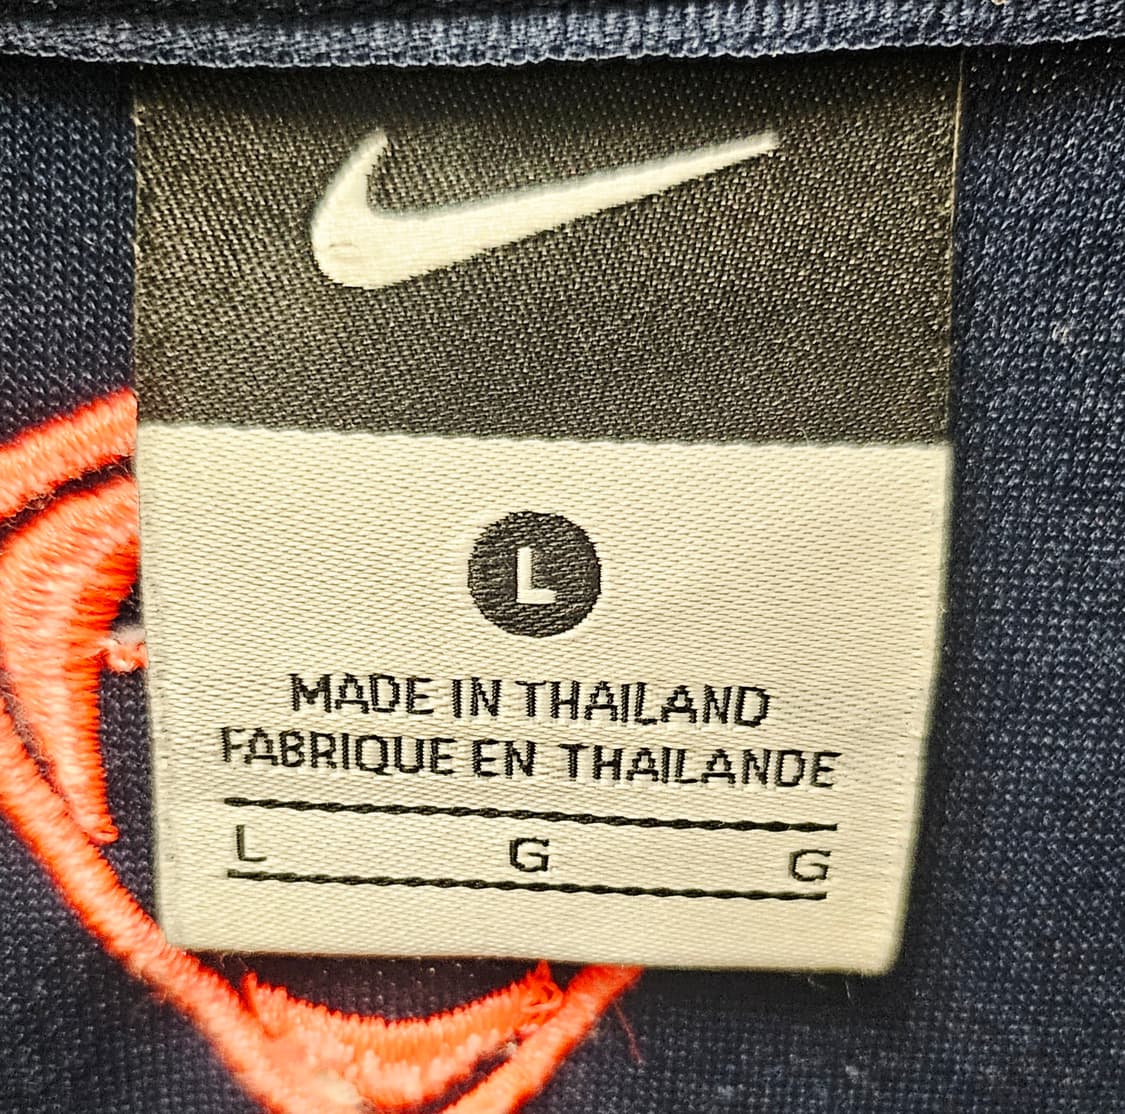 L
MADE IN THAILAND
FABRIQUE EN THAILANDE
L G G